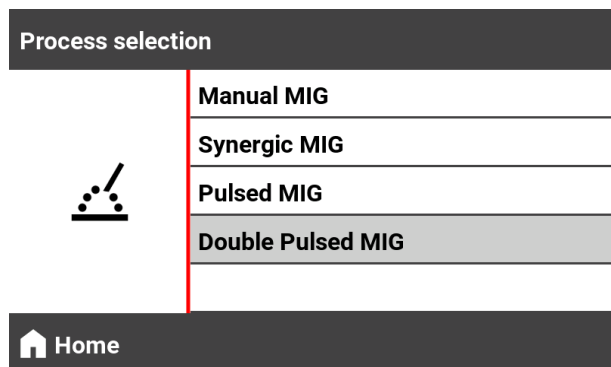 Process selection
Manual MIG
Synergic MIG
Pulsed MIG
Double Pulsed MIG
Home